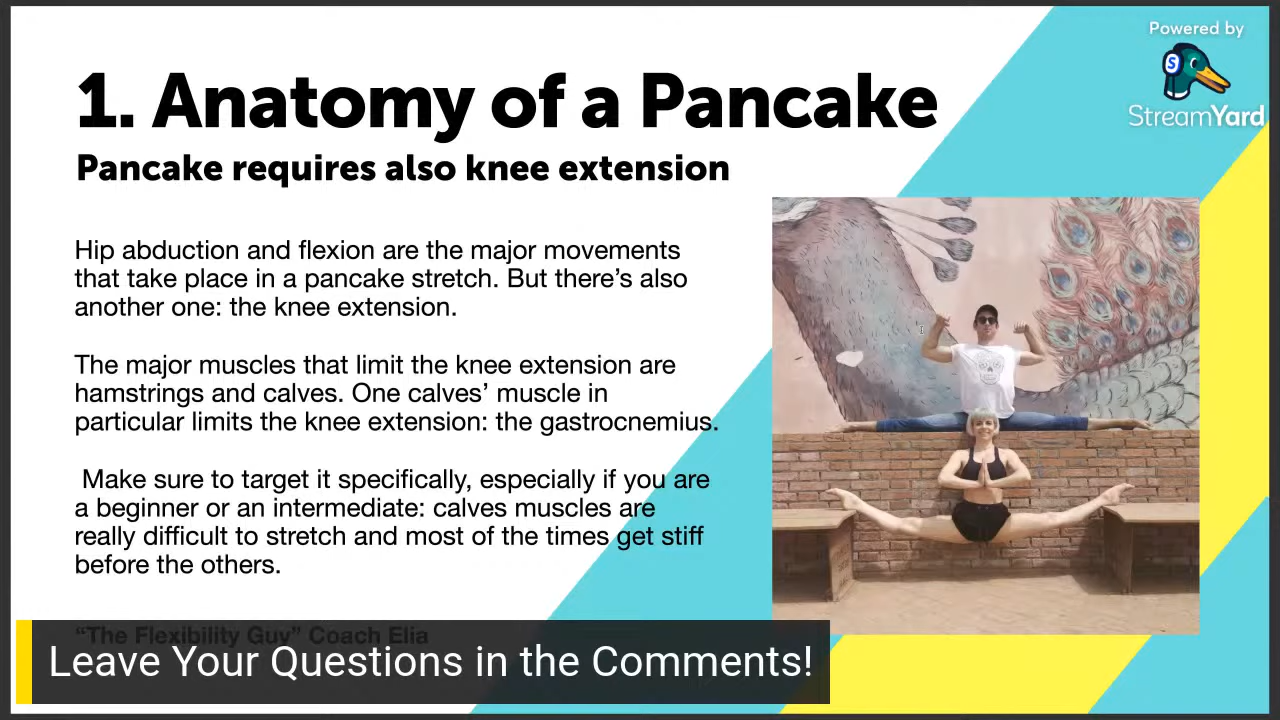 Powered by
StreamYard
1. Anatomy of a Pancake
Pancake requires also knee extension
Hip abduction and flexion are the major movements
that take place in a pancake stretch. But there’s also
another one: the knee extension.
The major muscles that limit the knee extension are
hamstrings and calves. One calves’ muscle in
particular limits the knee extension: the gastrocnemius.
Make sure to target it specifically, especially if you are
a beginner or an intermediate: calves muscles are
really difficult to stretch and most of the times get stiff
before the others.
“The Flexibility Guy” Coach Elia
Leave Your Questions in the Comments!